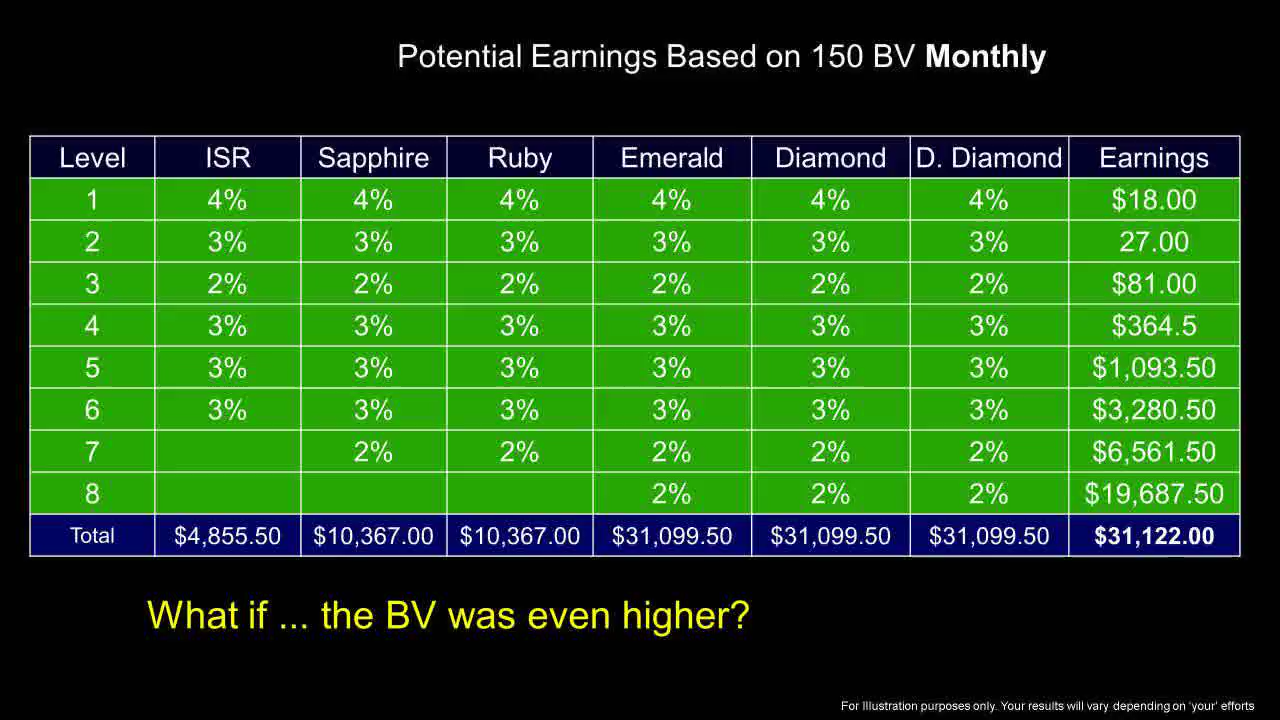 Potential Earnings Based on 150 BV Monthly
Level ISR Sapphire Ruby Emerald Diamond D. Diamond Earnings
1 4% 4% 4% 4% 4% 4% $18.00
2 3% 3% 3% 3% 3% 3% 27.00
3 2% 2% 2% 2% 2% 2% $81.00
4 3% 3% 3% 3% 3% 3% $364.5
5 3% 3% 3% 3% 3% 3% $1,093.50
6 3% 3% 3% 3% 3% 3% $3,280.50
7 2% 2% 2% 2% 2% $6,561.50
8 2% 2% 2% $19,687.50
Total $4,855.50 $10,367.00 $10,367.00 $31,099.50 $31,099.50 $31,099.50 $31,122.00
What if ... the BV was even higher?
For Illustration purposes only. Your results will vary depending on 'your' efforts